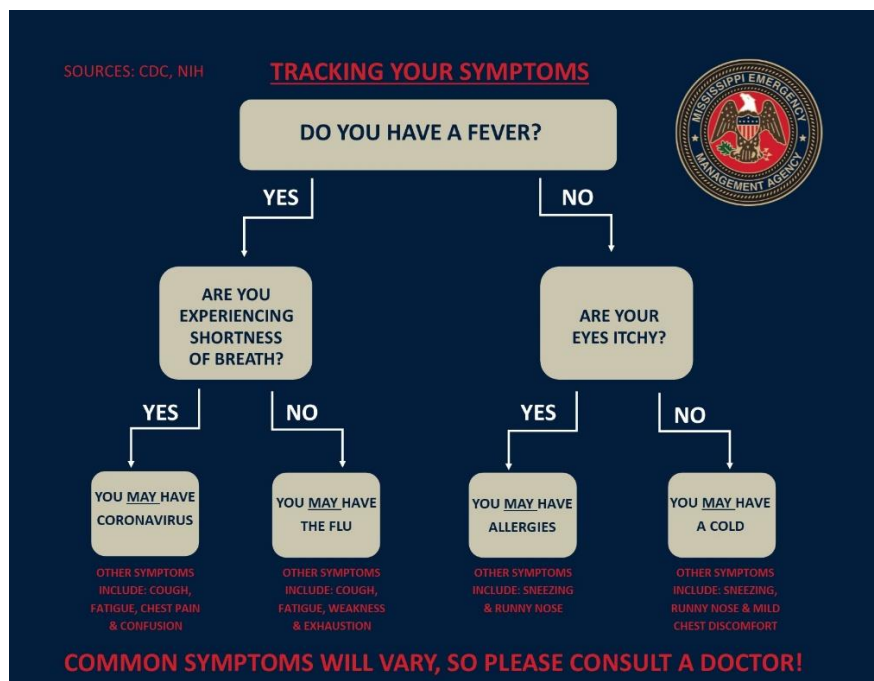 SOURCES: CDC, NIH
TRACKING YOUR SYMPTOMS
MISSISSIPPI EMERGENCY
MANAGEMENT AGENCY
DO YOU HAVE A FEVER?
YES
NO
ARE YOU
EXPERIENCING
SHORTNESS
OF BREATH?
ARE YOUR
EYES ITCHY?
YES
NO
YES
NO
YOU MAY HAVE
CORONAVIRUS
YOU MAY HAVE
THE FLU
YOU MAY HAVE
ALLERGIES
YOU MAY HAVE
A COLD
OTHER SYMPTOMS
INCLUDE: COUGH,
FATIGUE, CHEST PAIN
& CONFUSION
OTHER SYMPTOMS
INCLUDE: COUGH,
FATIGUE, WEAKNESS
& EXHAUSTION
OTHER SYMPTOMS
INCLUDE: SNEEZING
& RUNNY NOSE
OTHER SYMPTOMS
INCLUDE: SNEEZING,
RUNNY NOSE & MILD
CHEST DISCOMFORT
COMMON SYMPTOMS WILL VARY, SO PLEASE CONSULT A DOCTOR!